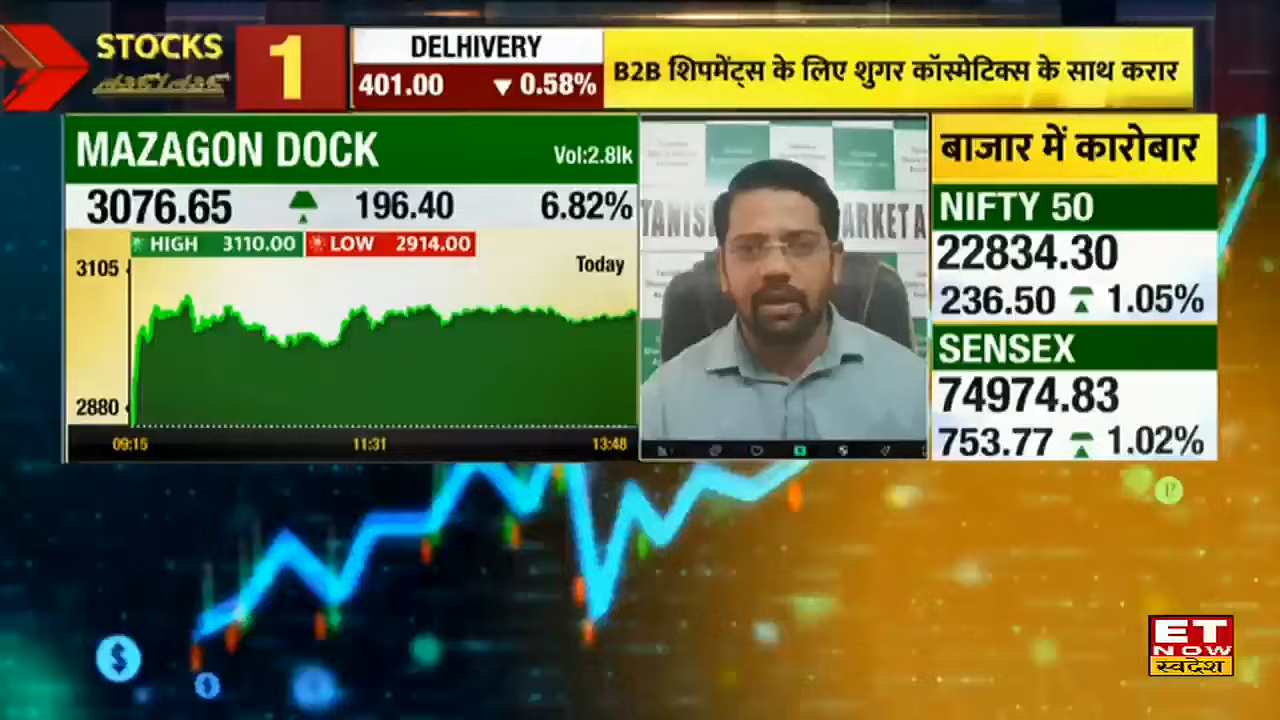 STOCKS
1
DELHIVERY
401.00 ▼ 0.58%
B2B शिपमेंट्स के लिए शुगर कॉस्मेटिक्स के साथ करार
MAZAGON DOCK
Vol:2.8lk
3076.65 196.40 6.82%
HIGH 3110.00 LOW 2914.00
Today
3105
2880
09:15 11:31 13:48
ARKET A
बाजार में कारोबार
NIFTY 50
22834.30
236.50 1.05%
SENSEX
74974.83
753.77 1.02%
ET
NOW
स्वदेश